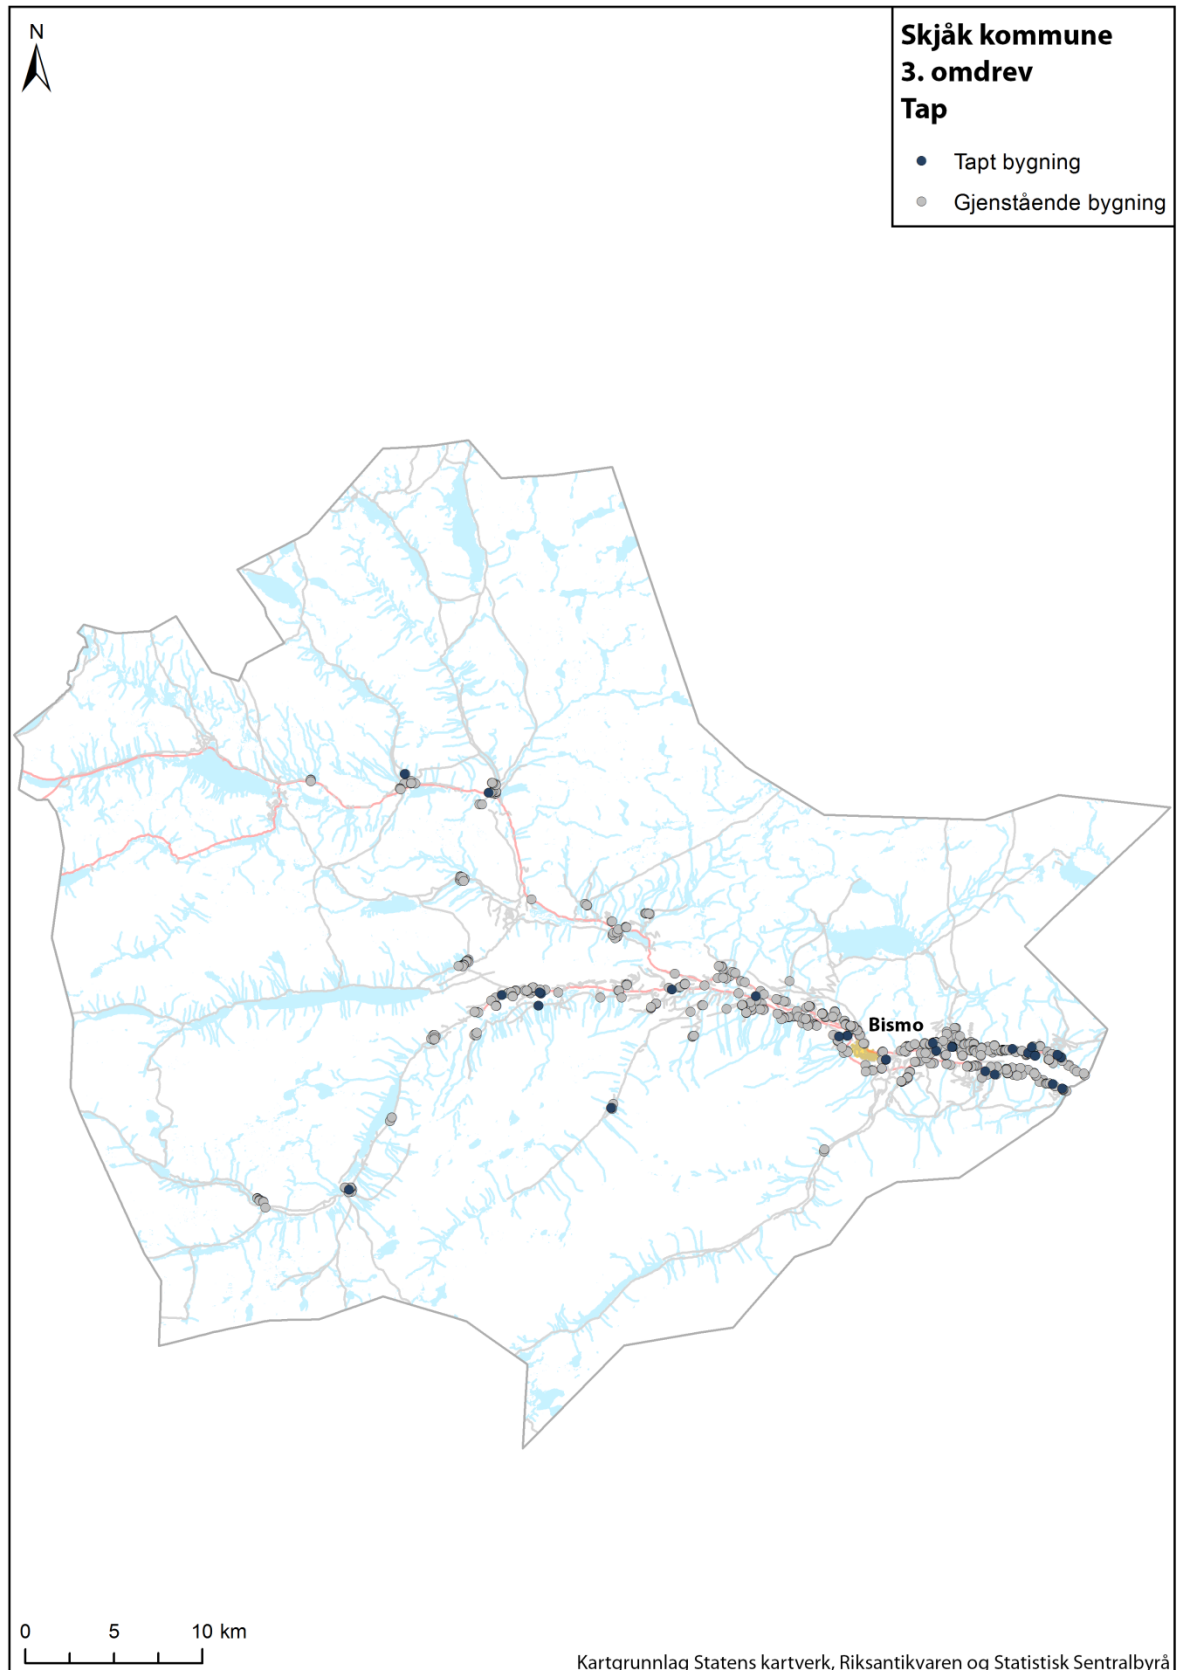 N
Skjåk kommune
3. omdrev
Tap
Tapt bygning
Gjenstående bygning
Bismo
0 5 10 km
Kartgrunnlag Statens kartverk, Riksantikvaren og Statistisk Sentralbyrå